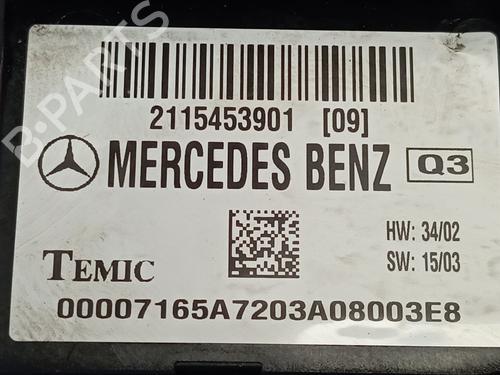 2115453901 [09]
MERCEDES BENZ Q3
HW: 34/02
TEMIC SW: 15/03
00007165A7203A08003E8
B-PARTS